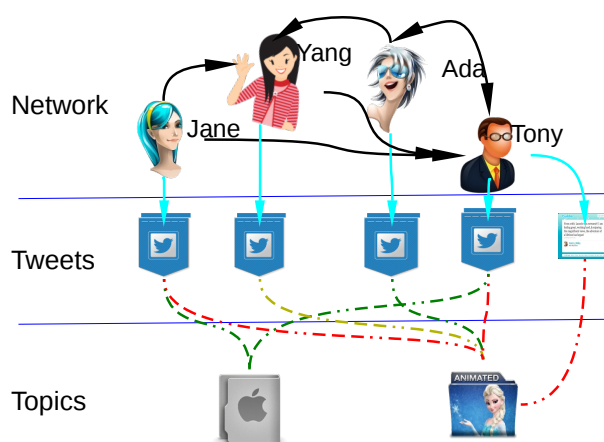 Yang
Ada
Network
Jane
Tony
Tweets
ANIMATED
Topics